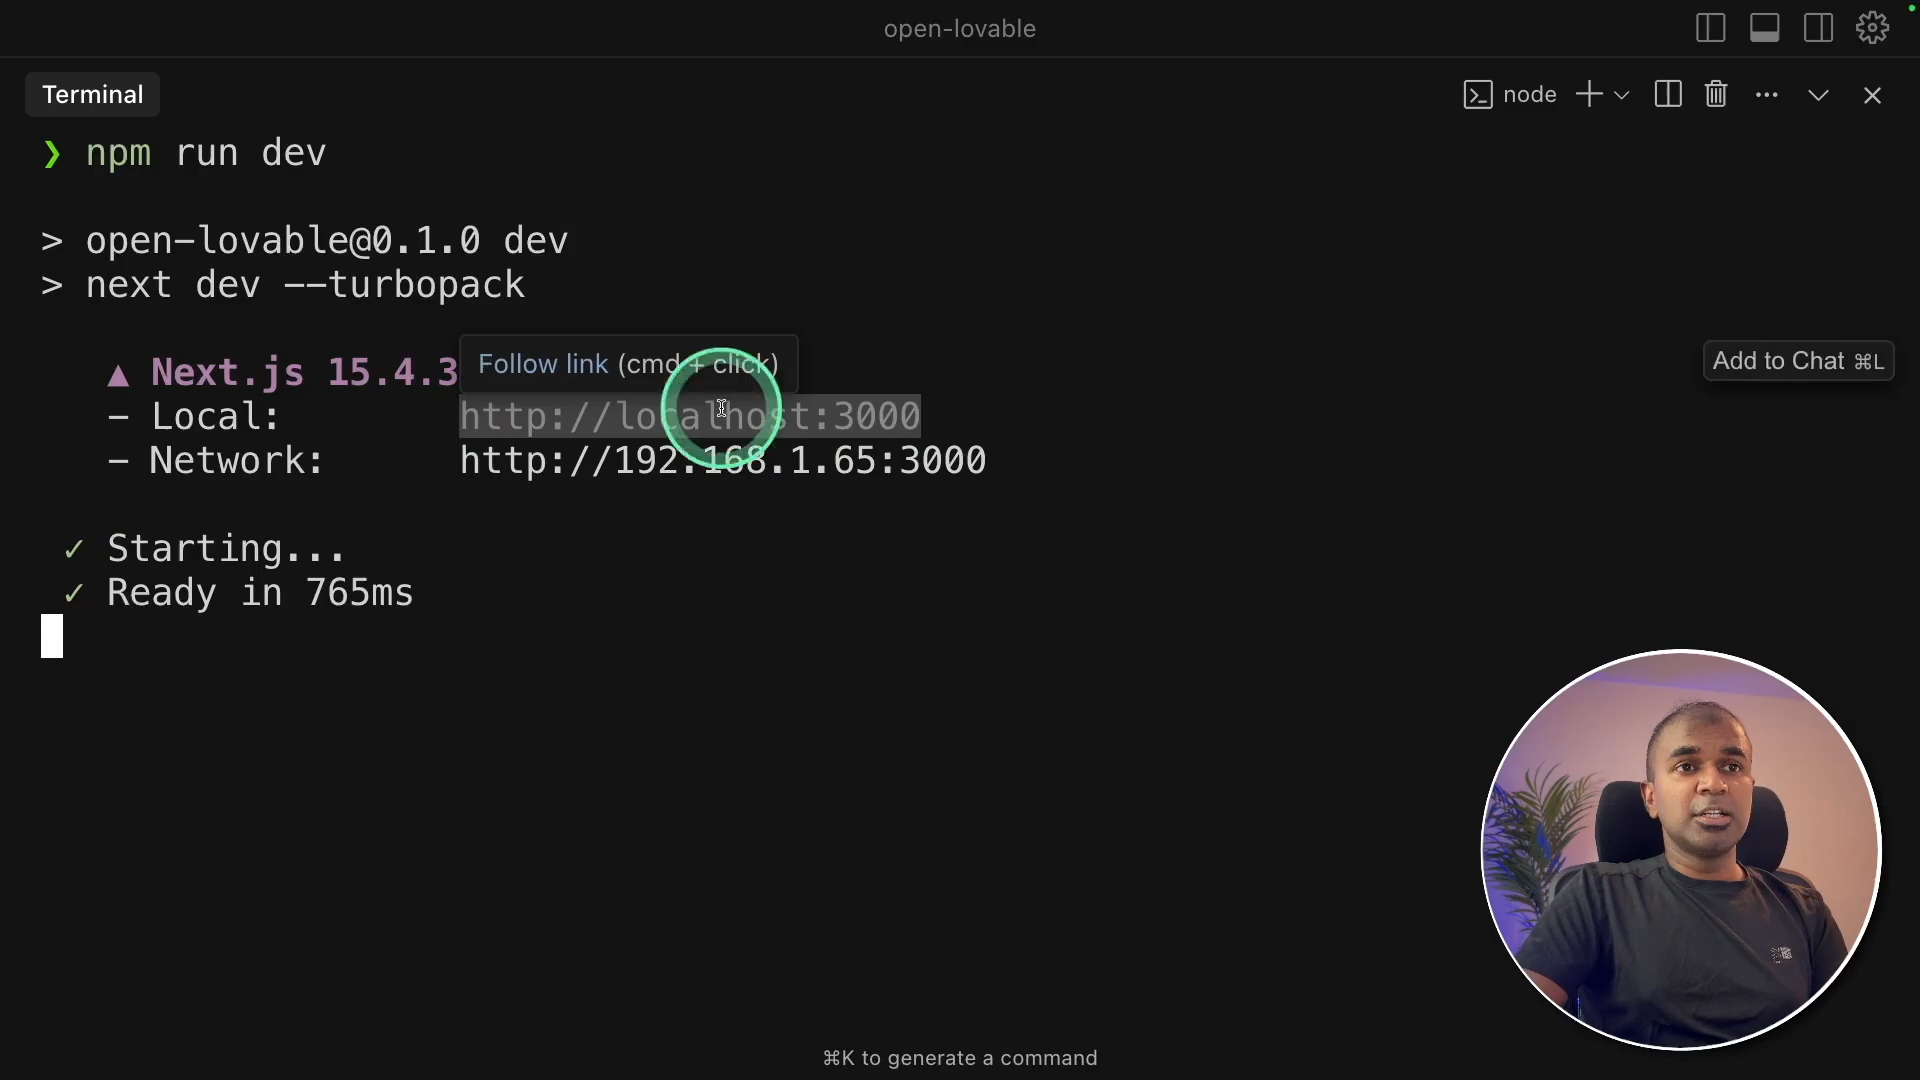 open-lovable
Terminal
node
❯ npm run dev
> open-lovable@0.1.0 dev
> next dev --turbopack
Follow link (cmd + click)
▲ Next.js 15.4.3
Add to Chat ⌘L
- Local: http://localhost:3000
- Network: http://192.168.1.65:3000
✓ Starting...
✓ Ready in 765ms
⌘K to generate a command